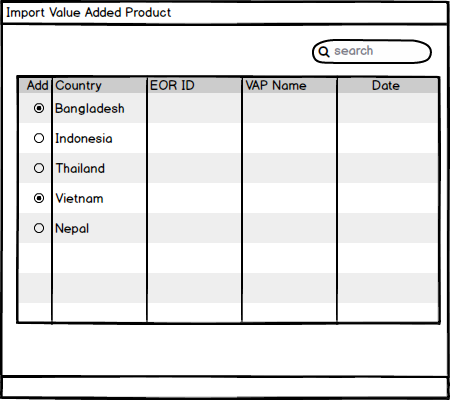 Import Value Added Product
search
Add Country EOR ID VAP Name Date
Bangladesh
Indonesia
Thailand
Vietnam
Nepal